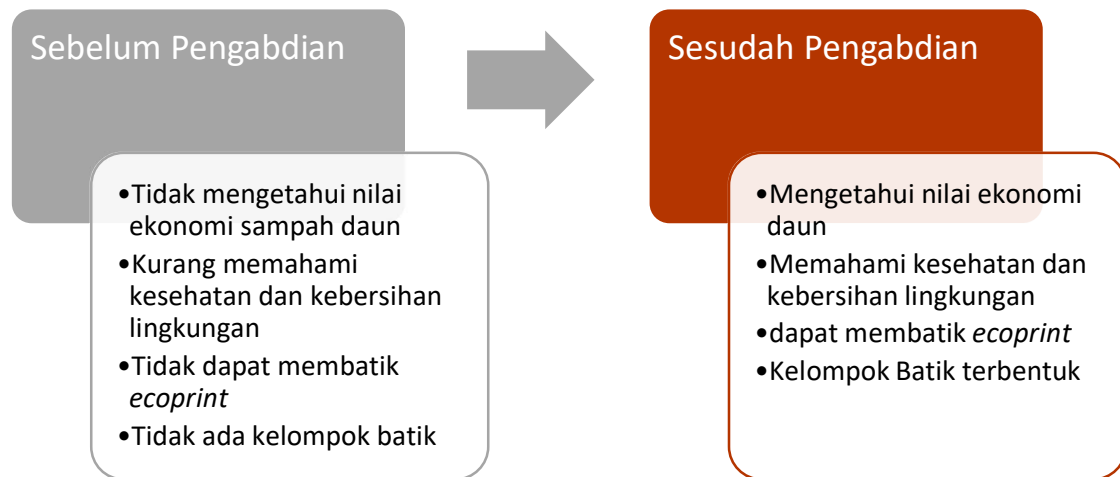 Sebelum Pengabdian
•Tidak mengetahui nilai
ekonomi sampah daun
•Kurang memahami
kesehatan dan kebersihan
lingkungan
•Tidak dapat membatik
ecoprint
•Tidak ada kelompok batik
Sesudah Pengabdian
•Mengetahui nilai ekonomi
daun
•Memahami kesehatan dan
kebersihan lingkungan
•dapat membatik ecoprint
•Kelompok Batik terbentuk